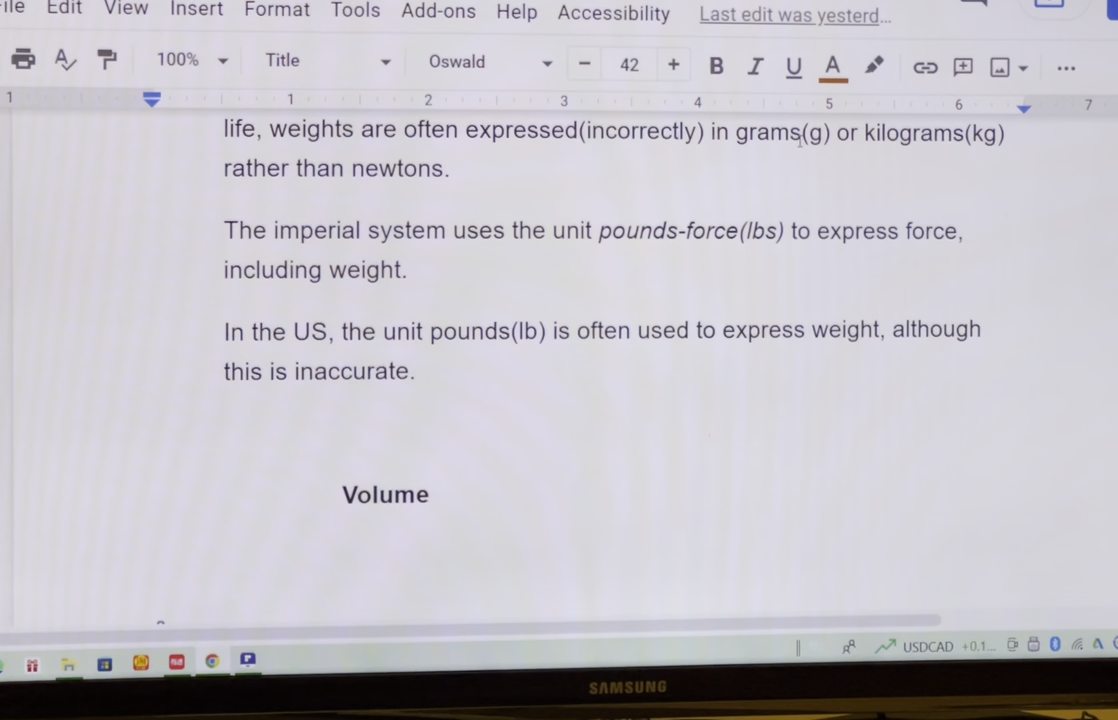 Edit View Insert Format Tools Add-ons Help Accessibility Last edit was yesterd...
100% Title Oswald − 42 + B I U A
1 1 2 3 4 5 6 7
life, weights are often expressed(incorrectly) in grams(g) or kilograms(kg)
rather than newtons.
The imperial system uses the unit pounds-force(lbs) to express force,
including weight.
In the US, the unit pounds(lb) is often used to express weight, although
this is inaccurate.
Volume
USDCAD +0.1...
SAMSUNG